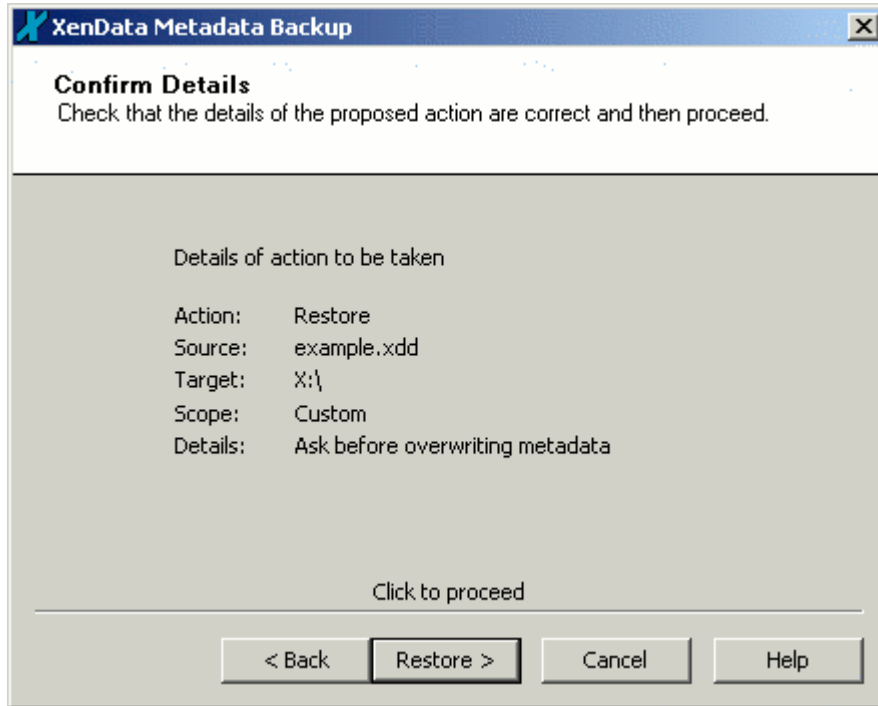 XenData Metadata Backup
Confirm Details
Check that the details of the proposed action are correct and then proceed.
Details of action to be taken
Action: Restore
Source: example.xdd
Target: X:\
Scope: Custom
Details: Ask before overwriting metadata
Click to proceed
< Back Restore > Cancel Help